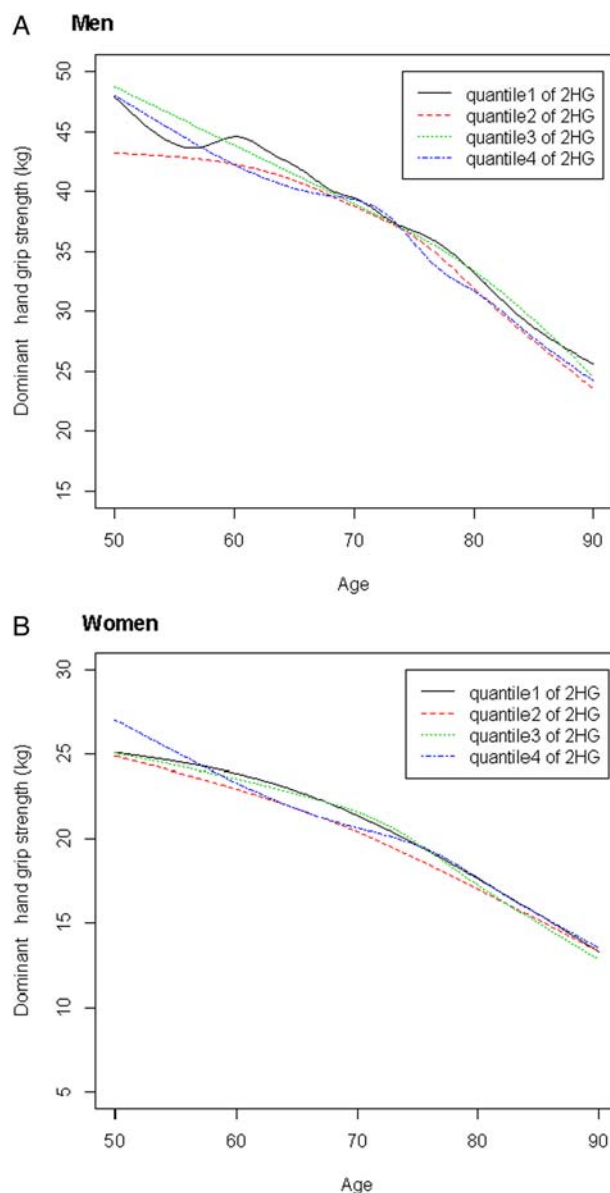 A Men
Dominant hand grip strength (kg)
50
45
40
35
30
25
20
15
quantile1 of 2HG
quantile2 of 2HG
quantile3 of 2HG
quantile4 of 2HG
50 60 70 80 90
Age
B Women
Dominant hand grip strength (kg)
30
25
20
15
10
5
quantile1 of 2HG
quantile2 of 2HG
quantile3 of 2HG
quantile4 of 2HG
50 60 70 80 90
Age